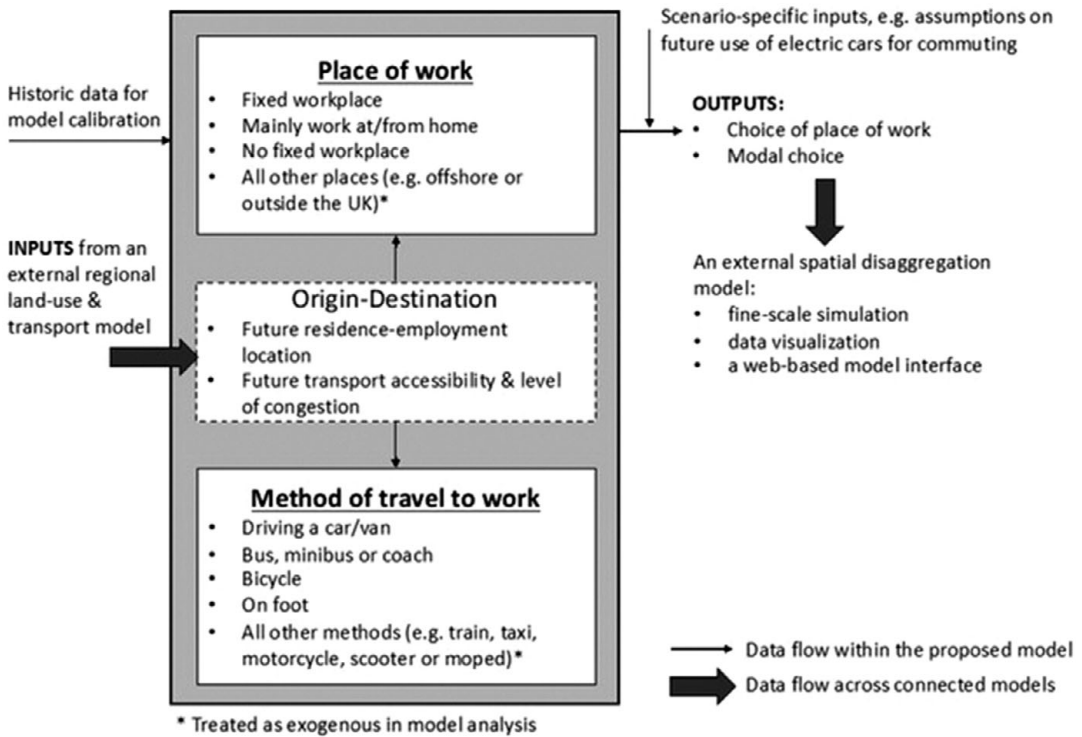 Historic data for
model calibration
INPUTS from an
external regional
land-use &
transport model
Place of work
• Fixed workplace
• Mainly work at/from home
• No fixed workplace
• All other places (e.g. offshore or
outside the UK)*
Origin-Destination
• Future residence-employment
location
• Future transport accessibility & level
of congestion
Method of travel to work
• Driving a car/van
• Bus, minibus or coach
• Bicycle
• On foot
• All other methods (e.g. train, taxi,
motorcycle, scooter or moped)*
* Treated as exogenous in model analysis
Scenario-specific inputs, e.g. assumptions on
future use of electric cars for commuting
OUTPUTS:
• Choice of place of work
• Modal choice
An external spatial disaggregation
model:
• fine-scale simulation
• data visualization
• a web-based model interface
Data flow within the proposed model
Data flow across connected models